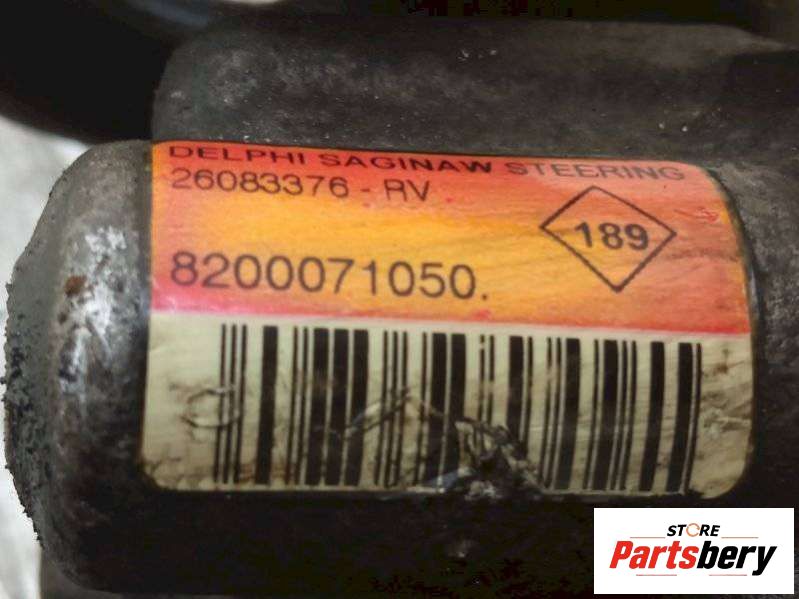 DELPHI SAGINAW STEERING
26083376 - RV
189
8200071050.
STORE
Partsbery